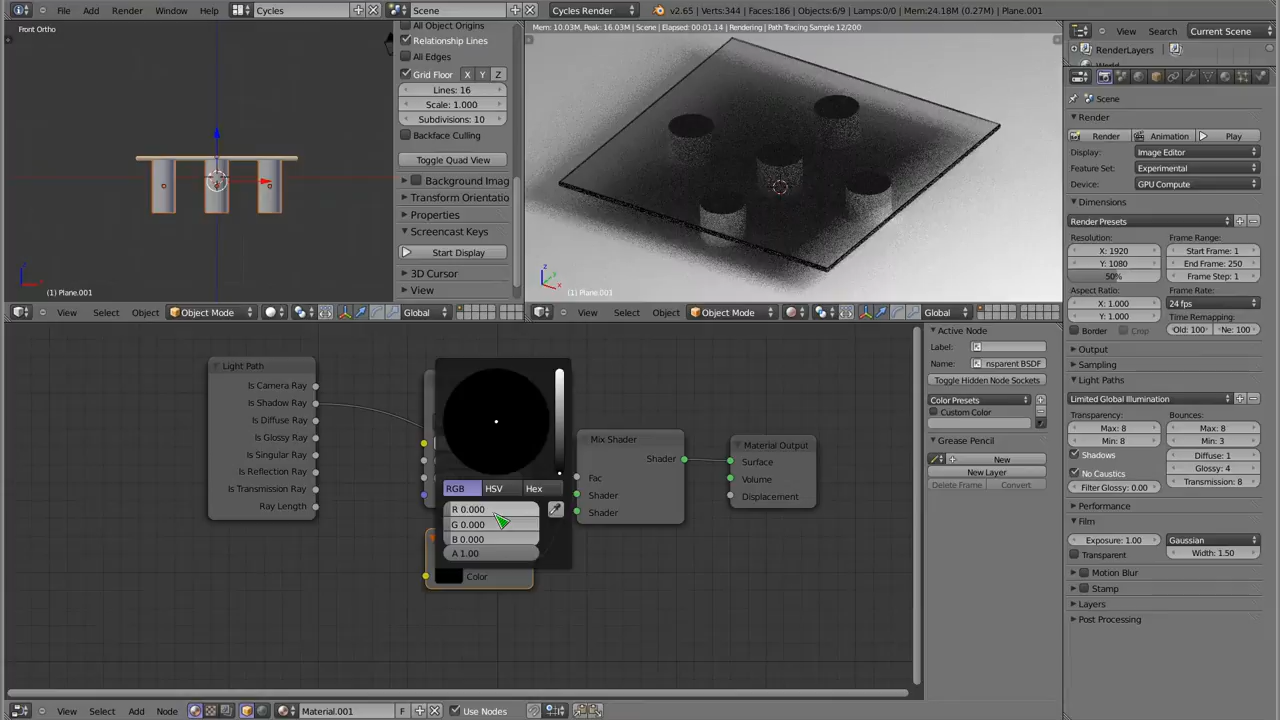 File Add Render Window Help Cycles Scene Cycles Render v2.65 | Verts:344 | Faces:186 | Objects:6/9 | Lamps:0/0 | Mem:24.18M (0.27M) | Plane.001
Front Ortho
(1) Plane.001
View Select Object Object Mode Global
All Object Origins
Relationship Lines
All Edges
Grid Floor X Y Z
Lines: 16
Scale: 1.000
Subdivisions: 10
Backface Culling
Toggle Quad View
Background Imag
Transform Orientatio
Properties
Screencast Keys
Start Display
3D Cursor
View
Mem: 10.03M, Peak: 16.03M | Scene | Elapsed: 00:01.14 | Rendering | Path Tracing Sample 12/200
(1) Plane.001
View Select Object Object Mode Global
Light Path
Is Camera Ray
Is Shadow Ray
Is Diffuse Ray
Is Glossy Ray
Is Singular Ray
Is Reflection Ray
Is Transmission Ray
Ray Length
RGB HSV Hex
R 0.000
G 0.000
B 0.000
A 1.00
Color
Mix Shader
Shader
Fac
Shader
Shader
Material Output
Surface
Volume
Displacement
View Select Add Node Material.001 F Use Nodes
Active Node
Label:
Name: nsparent BSDF
Toggle Hidden Node Sockets
Color Presets
Custom Color
Grease Pencil
New
New Layer
Delete Frame Convert
View Search Current Scene
RenderLayers
Scene
Render
Render Animation Play
Display: Image Editor
Feature Set: Experimental
Device: GPU Compute
Dimensions
Render Presets
Resolution: Frame Range:
X: 1920 Start Frame: 1
Y: 1080 End Frame: 250
50% Frame Step: 1
Aspect Ratio: Frame Rate:
X: 1.000 24 fps
Y: 1.000 Time Remapping:
Border Crop Old: 100 Ne: 100
Output
Sampling
Light Paths
Limited Global Illumination
Transparency: Bounces:
Max: 8 Max: 8
Min: 8 Min: 3
Shadows Diffuse: 1
Glossy: 4
No Caustics Transmission: 8
Filter Glossy: 0.00
Performance
Film
Exposure: 1.00 Gaussian
Transparent Width: 1.50
Motion Blur
Stamp
Layers
Post Processing